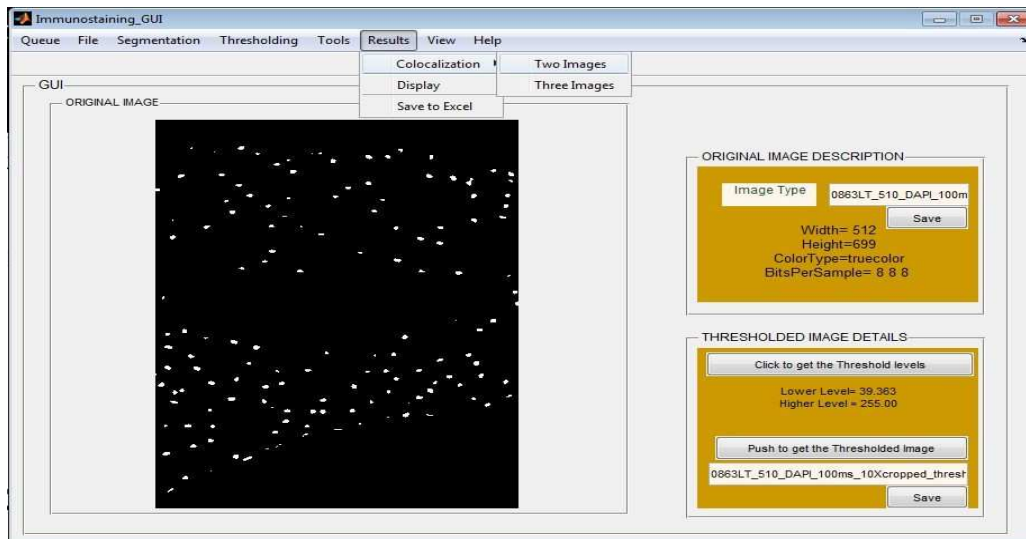 Immunostaining_GUI
Queue File Segmentation Thresholding Tools Results View Help
Colocalization Two Images
Display Three Images
Save to Excel
GUI
ORIGINAL IMAGE
ORIGINAL IMAGE DESCRIPTION
Image Type 0863LT_510_DAPI_100m
Save
Width= 512
Height=699
ColorType=truecolor
BitsPerSample= 8 8 8
THRESHOLDED IMAGE DETAILS
Click to get the Threshold levels
Lower Level= 39.363
Higher Level = 255.00
Push to get the Thresholded Image
0863LT_510_DAPI_100ms_10Xcropped_thresh
Save